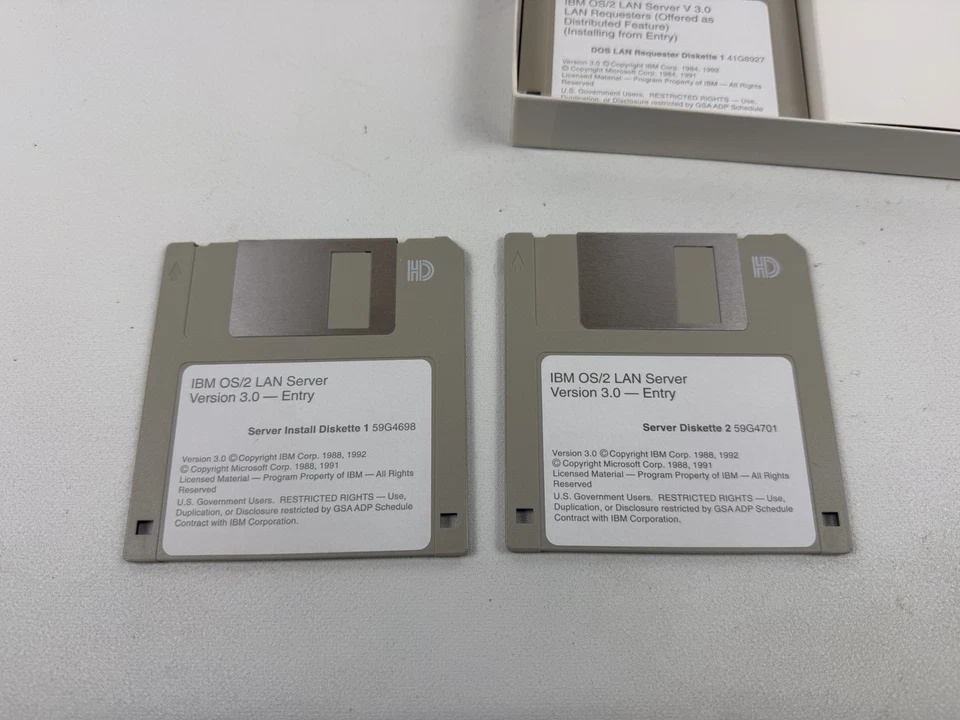 IBM OS/2 LAN Server V 3.0
LAN Requesters (Offered as
Distributed Feature)
(Installing from Entry)
DOS LAN Requester Diskette 1 41G8927
Version 3.0 © Copyright IBM Corp. 1984, 1992
© Copyright Microsoft Corp. 1984, 1991
Licensed Material — Program Property of IBM — All Rights
Reserved
U.S. Government Users. RESTRICTED RIGHTS — Use,
Duplication, or Disclosure restricted by GSA ADP Schedule
HD
IBM OS/2 LAN Server
Version 3.0 — Entry
Server Install Diskette 1 59G4698
Version 3.0 © Copyright IBM Corp. 1988, 1992
© Copyright Microsoft Corp. 1988, 1991
Licensed Material — Program Property of IBM — All Rights
Reserved
U.S. Government Users. RESTRICTED RIGHTS — Use,
Duplication, or Disclosure restricted by GSA ADP Schedule
Contract with IBM Corporation.
HD
IBM OS/2 LAN Server
Version 3.0 — Entry
Server Diskette 2 59G4701
Version 3.0 © Copyright IBM Corp. 1988, 1992
© Copyright Microsoft Corp. 1988, 1991
Licensed Material — Program Property of IBM — All Rights
Reserved
U.S. Government Users. RESTRICTED RIGHTS — Use,
Duplication, or Disclosure restricted by GSA ADP Schedule
Contract with IBM Corporation.